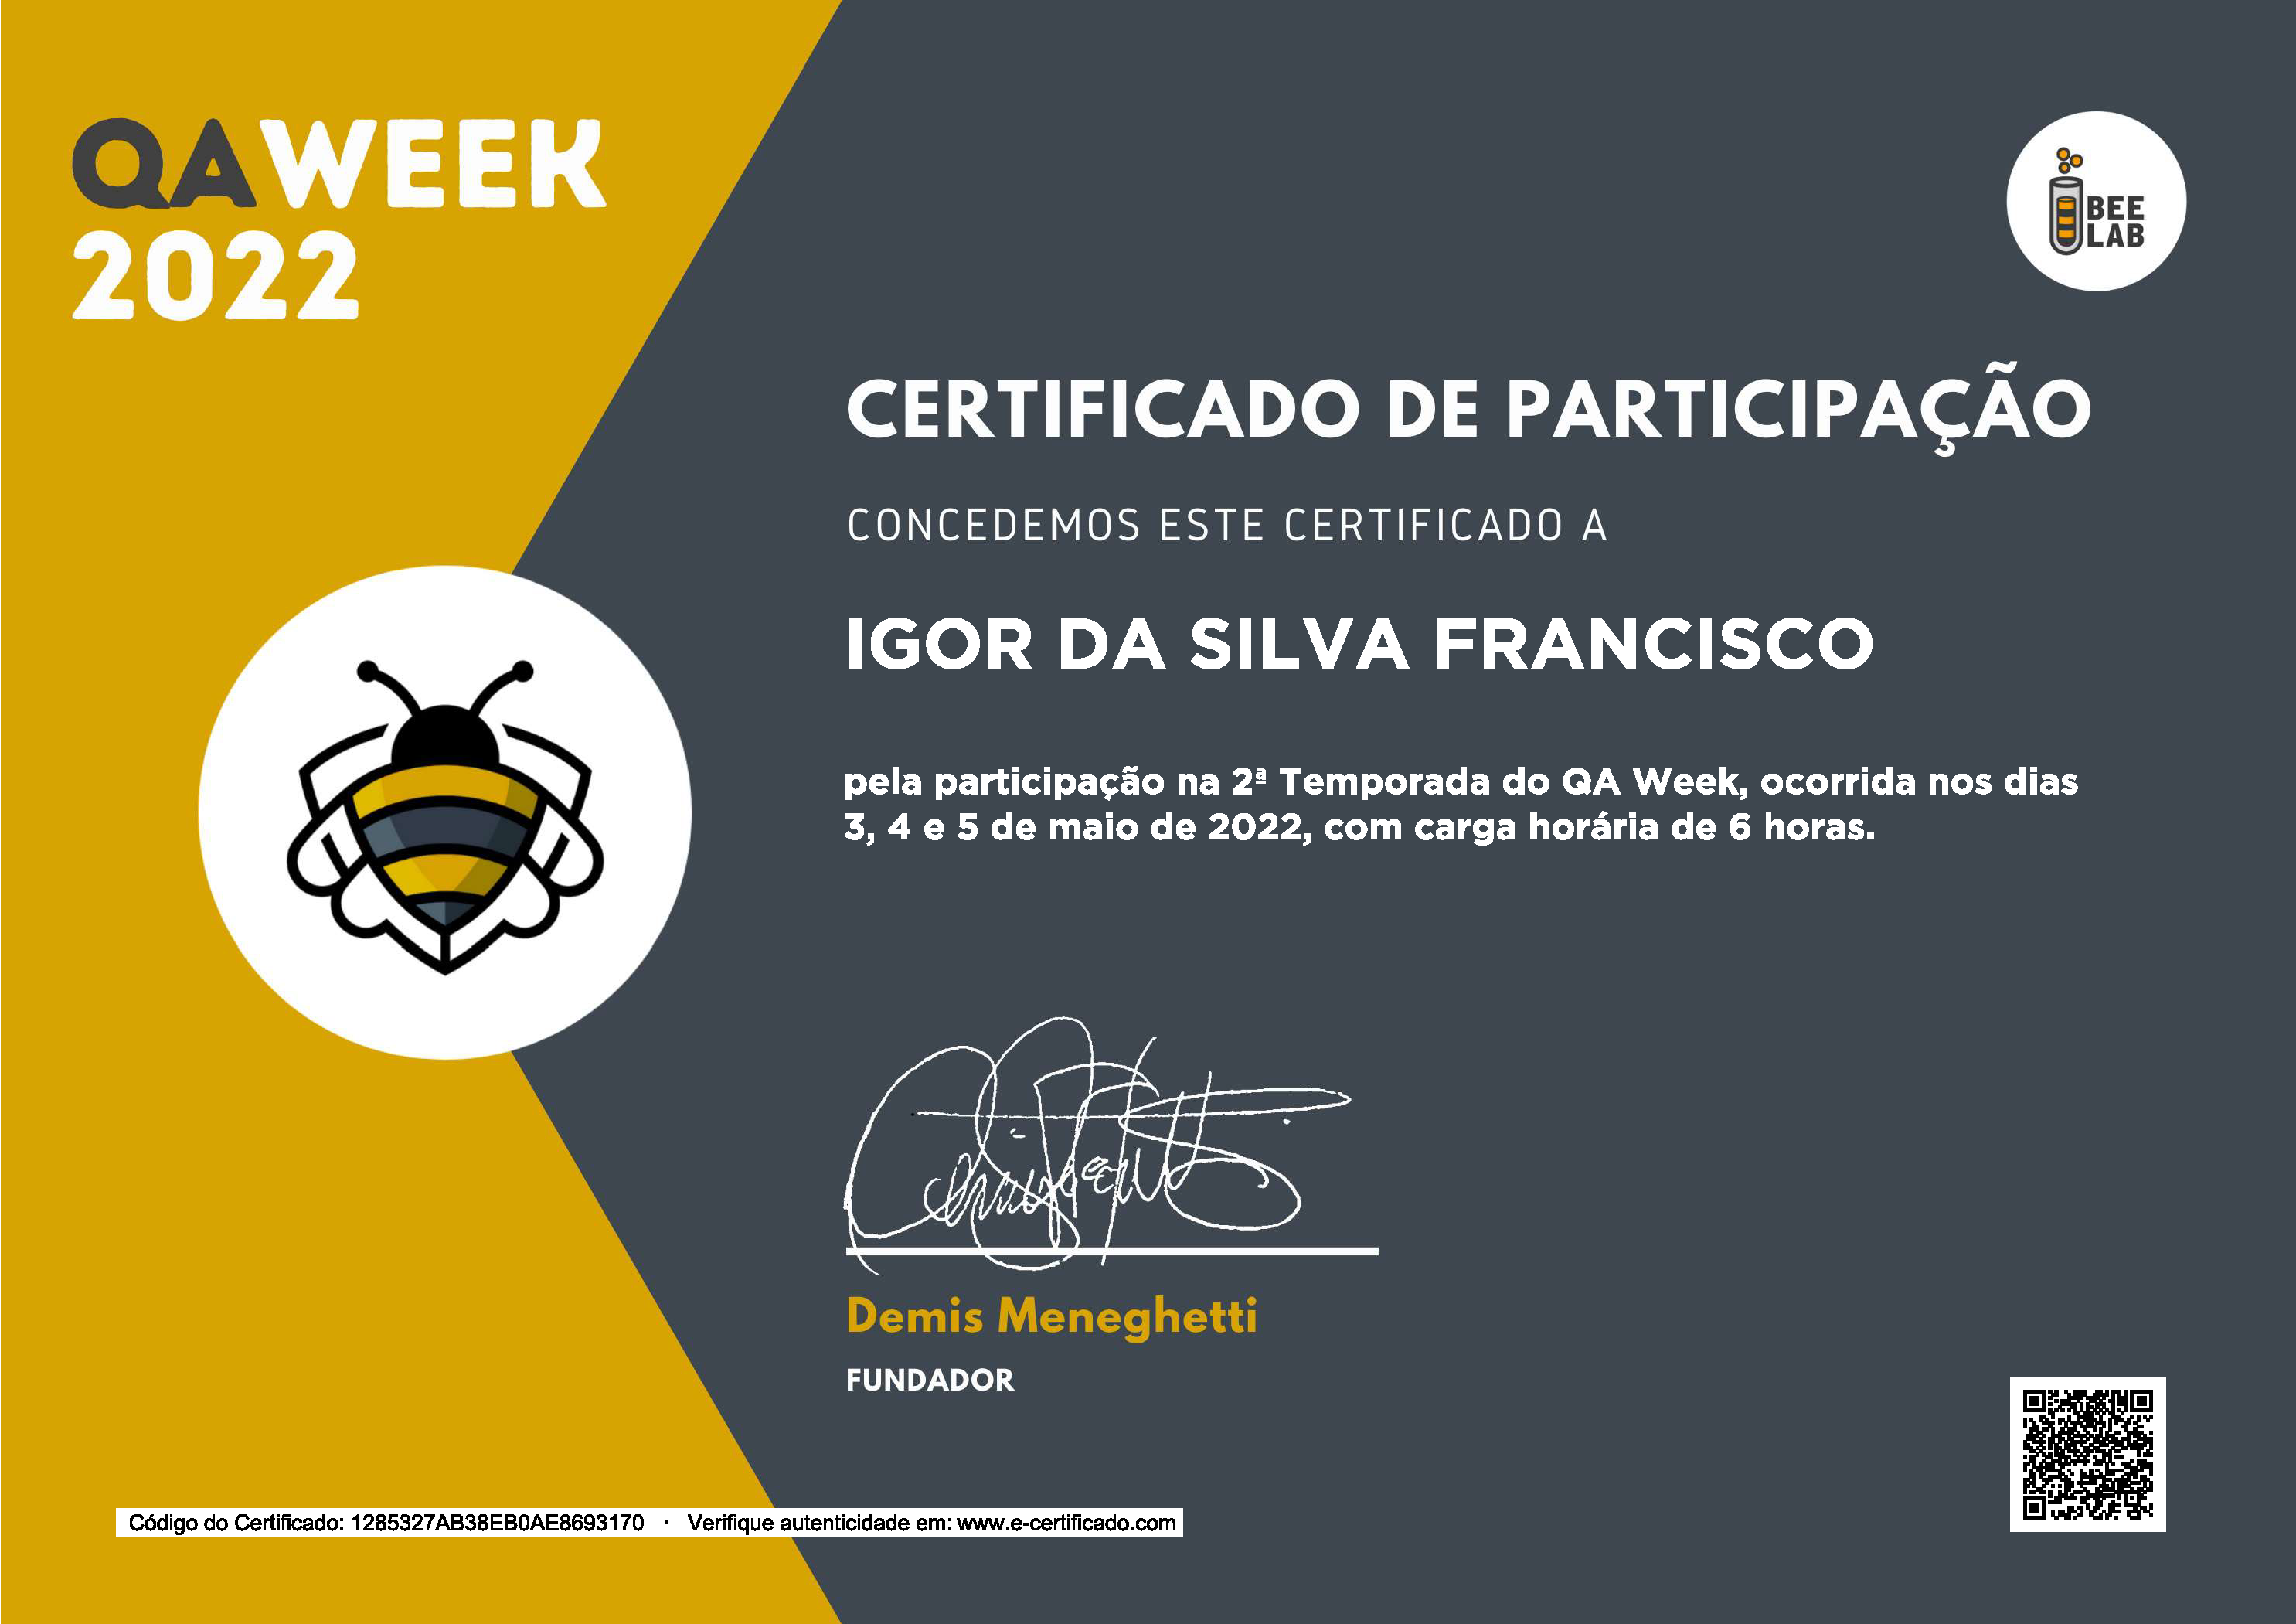 QAWEEK
2022
BEE
LAB
CERTIFICADO DE PARTICIPAÇÃO
CONCEDEMOS ESTE CERTIFICADO A
IGOR DA SILVA FRANCISCO
pela participação na 2ª Temporada do QA Week, ocorrida nos dias
3, 4 e 5 de maio de 2022, com carga horária de 6 horas.
Demis Meneghetti
FUNDADOR
Código do Certificado: 1285327AB38EB0AE8693170 · Verifique autenticidade em: www.e-certificado.com